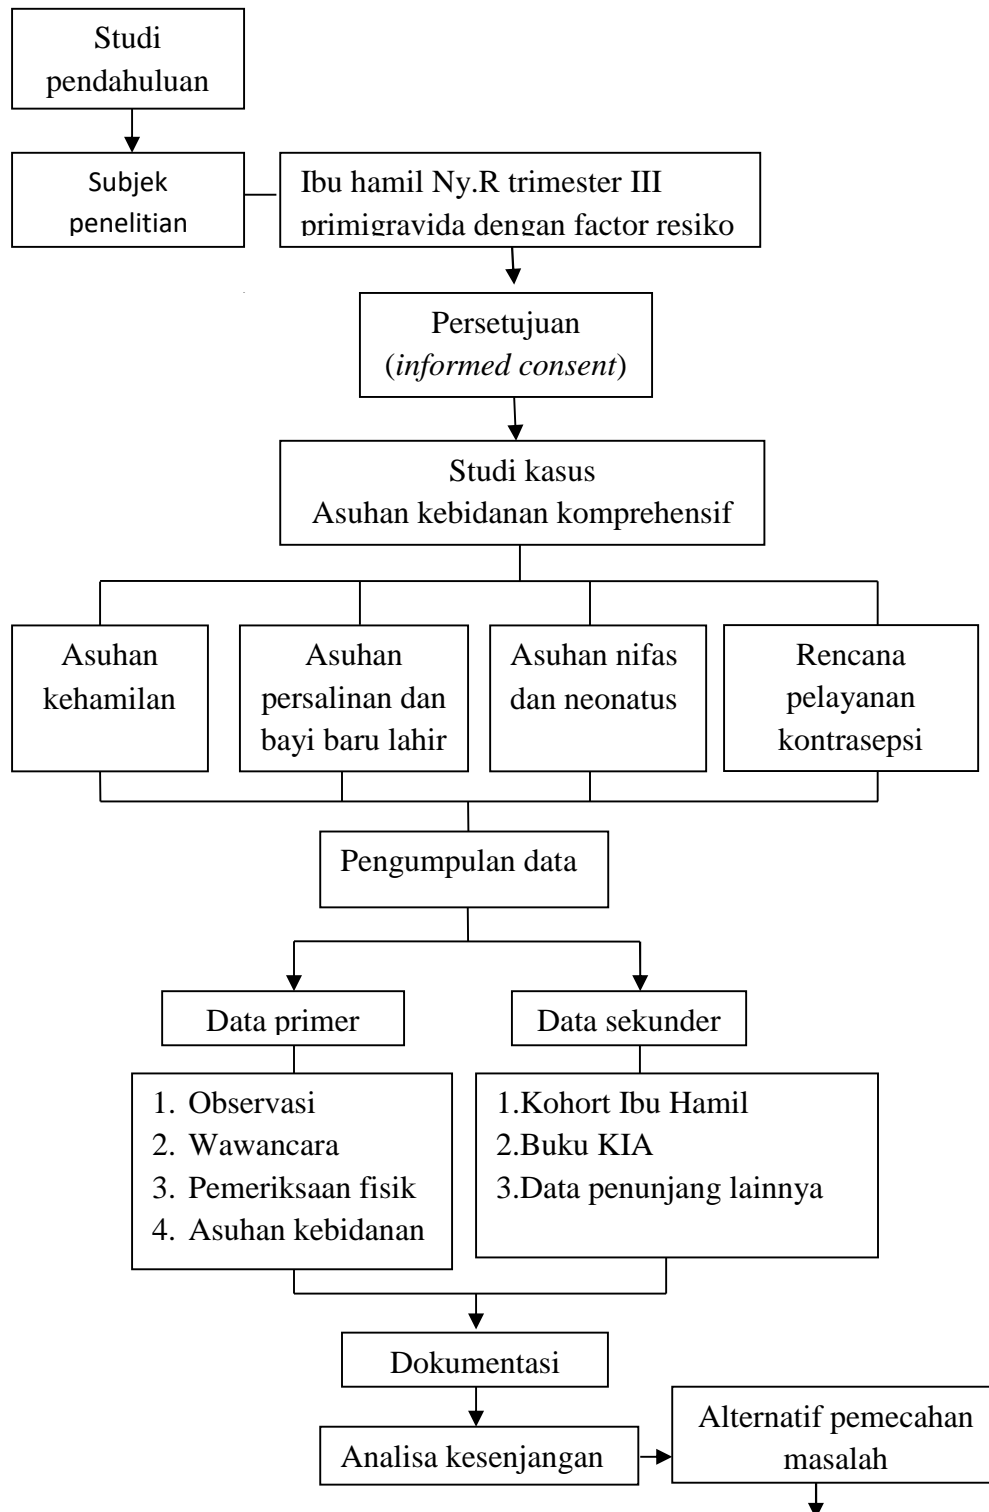 Studi
pendahuluan
Subjek
penelitian
Ibu hamil Ny.R trimester III
primigravida dengan factor resiko
Persetujuan
(informed consent)
Studi kasus
Asuhan kebidanan komprehensif
Asuhan
kehamilan
Asuhan
persalinan dan
bayi baru lahir
Asuhan nifas
dan neonatus
Rencana
pelayanan
kontrasepsi
Pengumpulan data
Data primer
Data sekunder
1. Observasi
2. Wawancara
3. Pemeriksaan fisik
4. Asuhan kebidanan
1.Kohort Ibu Hamil
2.Buku KIA
3.Data penunjang lainnya
Dokumentasi
Analisa kesenjangan
Alternatif pemecahan
masalah